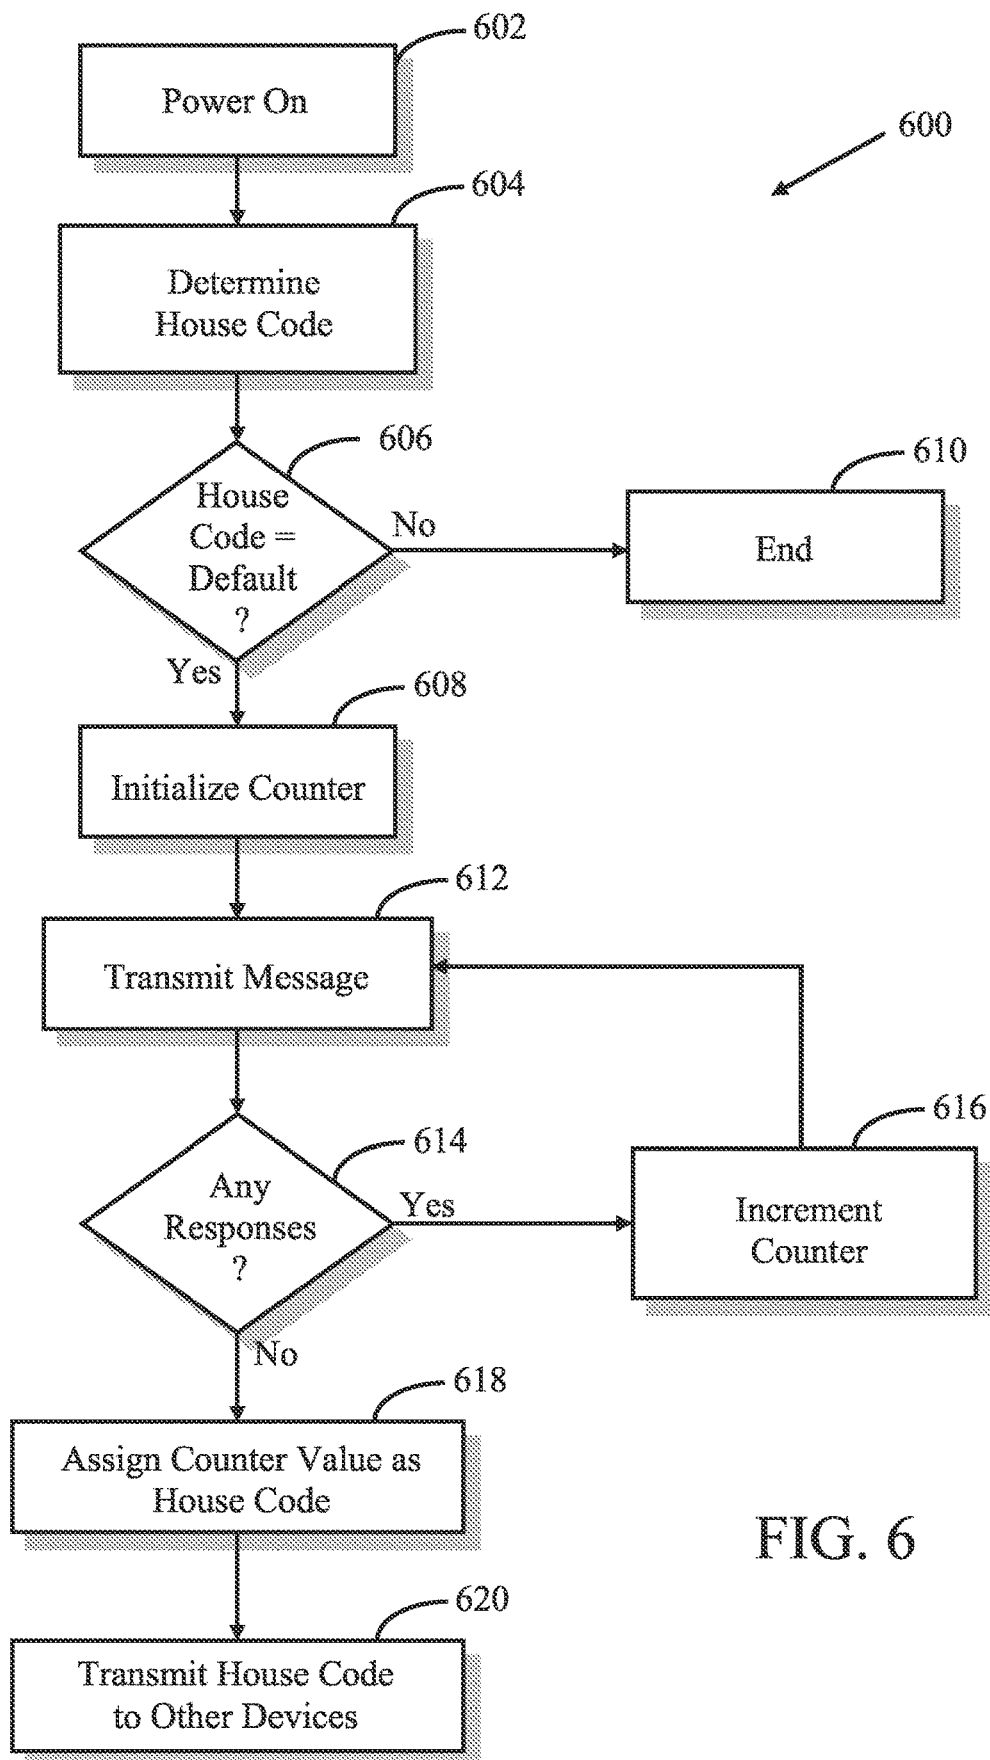 602
Power On
600
604
Determine
House Code
606
610
House
Code =
Default
?
No
End
Yes
608
Initialize Counter
612
Transmit Message
614
616
Any
Responses
?
Yes
Increment
Counter
No
618
Assign Counter Value as
House Code
FIG. 6
620
Transmit House Code
to Other Devices